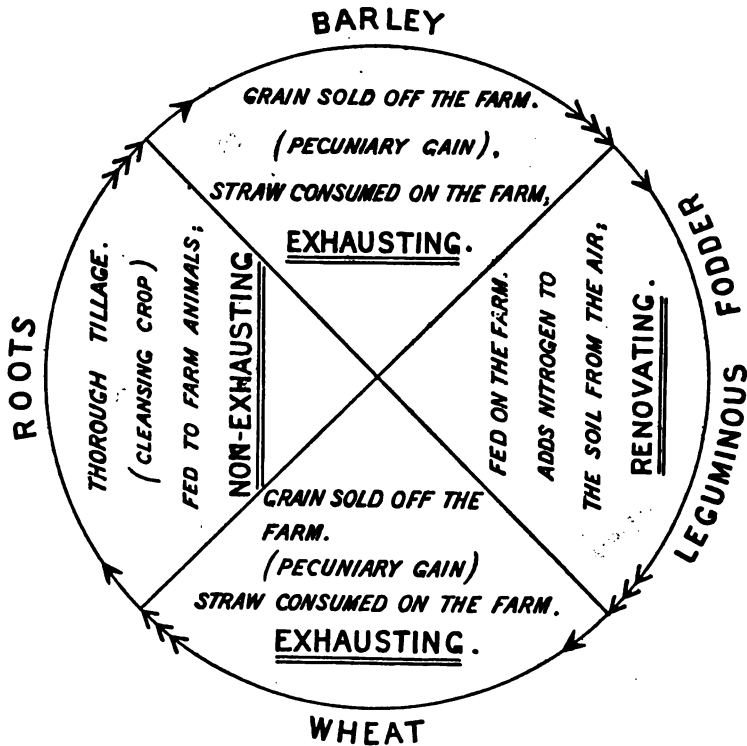 BARLEY
GRAIN SOLD OFF THE FARM.
(PECUNIARY GAIN).
STRAW CONSUMED ON THE FARM,
EXHAUSTING.
LEGUMINOUS FODDER
FED ON THE FARM.
ADDS NITROGEN TO
THE SOIL FROM THE AIR;
RENOVATING.
WHEAT
GRAIN SOLD OFF THE
FARM.
(PECUNIARY GAIN)
STRAW CONSUMED ON THE FARM.
EXHAUSTING.
ROOTS
THOROUGH TILLAGE.
(CLEANSING CROP)
FED TO FARM ANIMALS;
NON-EXHAUSTING